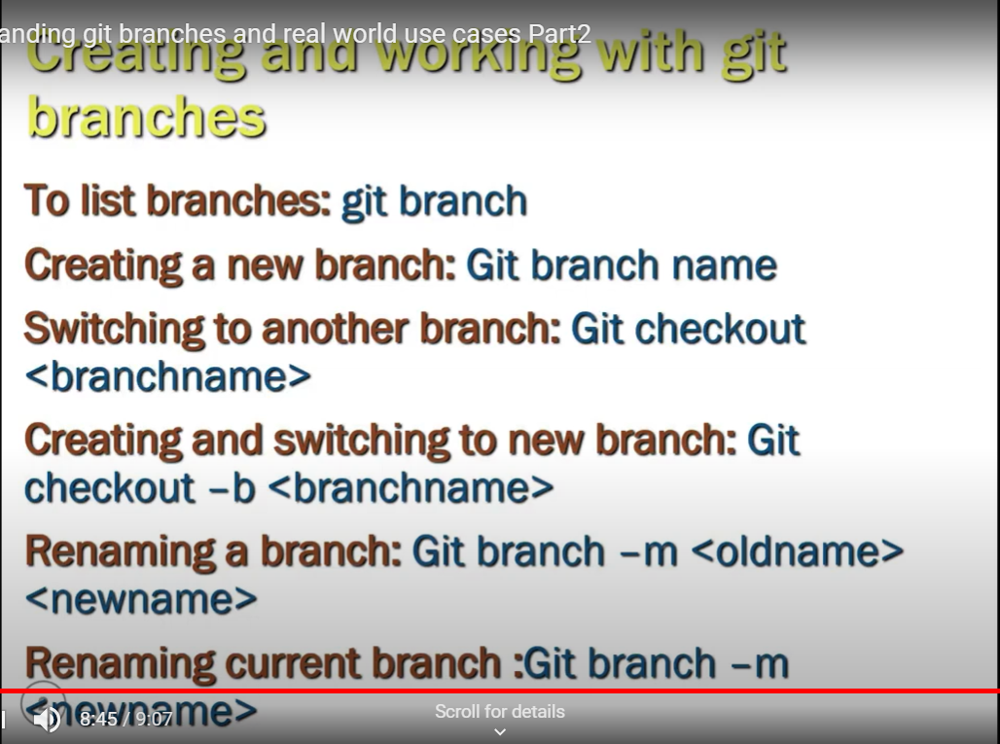 anding git branches and real world use cases Part2
Creating and working with git
branches
To list branches: git branch
Creating a new branch: Git branch name
Switching to another branch: Git checkout
<branchname>
Creating and switching to new branch: Git
checkout –b <branchname>
Renaming a branch: Git branch –m <oldname>
<newname>
Renaming current branch :Git branch –m
<newname>
8:45 / 9:07
Scroll for details